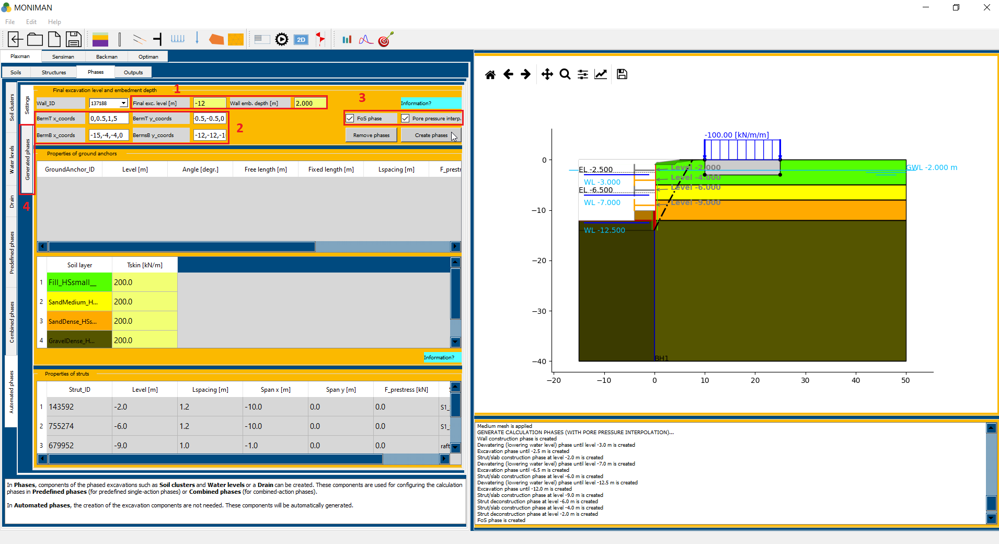 MONIMAN
File Edit Help
2D
Plaxman Sensiman Backman Optiman
Soils Structures Phases Outputs
Soil clusters
Water levels
Drain
Predefined phases
Combined phases
Automated phases
Settings
Generated phases
4
Final excavation level and embedment depth
1
Wall_ID 137188 Final exc. level [m] -12 Wall emb. depth [m] 2.000
3
Information?
BermT x_coords 0,0.5,1,5 BermT y_coords -0.5,-0.5,0
2
FoS phase Pore pressure interp.
BermB x_coords -15,-4,-4,0 BermsB y_coords -12,-12,-1
Remove phases Create phases
Properties of ground anchors
GroundAnchor_ID Level [m] Angle [degr.] Free length [m] Fixed length [m] Lspacing [m] F_prestr
Soil layer Tskin [kN/m]
1 Fill_HSsmall__ 200.0
2 SandMedium_H... 200.0
3 SandDense_HSs... 200.0
4 GravelDense_H... 200.0
Information?
Properties of struts
Strut_ID Level [m] Lspacing [m] Span x [m] Span y [m] F_prestress [kN]
1 143592 -2.0 1.2 -10.0 0.0 0.0 S1_
2 755274 -6.0 1.2 -10.0 0.0 0.0 S1_
3 679952 -9.0 1.0 -1.0 0.0 0.0 raft
In Phases, components of the phased excavations such as Soil clusters and Water levels or a Drain can be created. These components are used for configuring the calculation
phases in Predefined phases (for predefined single-action phases) or Combined phases (for combined-action phases).
In Automated phases, the creation of the excavation components are not needed. These components will be automatically generated.
-100.00 [kN/m/m]
0
−10
−20
−30
−40
EL -2.500
WL -3.000
EL -6.500
WL -7.000
WL -12.500
Level -2.000
Level -4.000
Level -6.000
Level -9.000
GWL -2.000 m
BH1
−20 −10 0 10 20 30 40 50
Medium mesh is applied
GENERATE CALCULATION PHASES (WITH PORE PRESSURE INTERPOLATION)...
Wall construction phase is created
Dewatering (lowering water level) phase until level -3.0 m is created
Excavation phase until -2.5 m is created
Strut/slab construction phase at level -2.0 m is created
Dewatering (lowering water level) phase until level -7.0 m is created
Excavation phase until -6.5 m is created
Strut/slab construction phase at level -6.0 m is created
Dewatering (lowering water level) phase until level -12.5 m is created
Excavation phase until -12.0 m is created
Strut/slab construction phase at level -9.0 m is created
Strut deconstruction phase at level -6.0 m is created
Strut/slab construction phase at level -4.0 m is created
Strut deconstruction phase at level -2.0 m is created
FoS phase is created